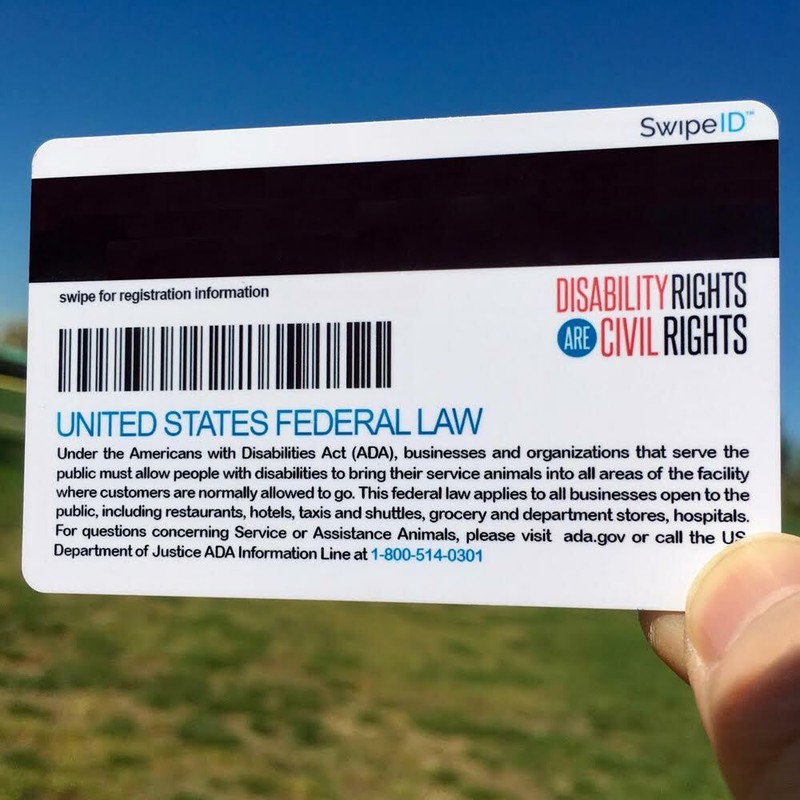 SwipeID™
swipe for registration information
DISABILITY RIGHTS
ARE CIVIL RIGHTS
UNITED STATES FEDERAL LAW
Under the Americans with Disabilities Act (ADA), businesses and organizations that serve the
public must allow people with disabilities to bring their service animals into all areas of the facility
where customers are normally allowed to go. This federal law applies to all businesses open to the
public, including restaurants, hotels, taxis and shuttles, grocery and department stores, hospitals.
For questions concerning Service or Assistance Animals, please visit ada.gov or call the US
Department of Justice ADA Information Line at 1-800-514-0301